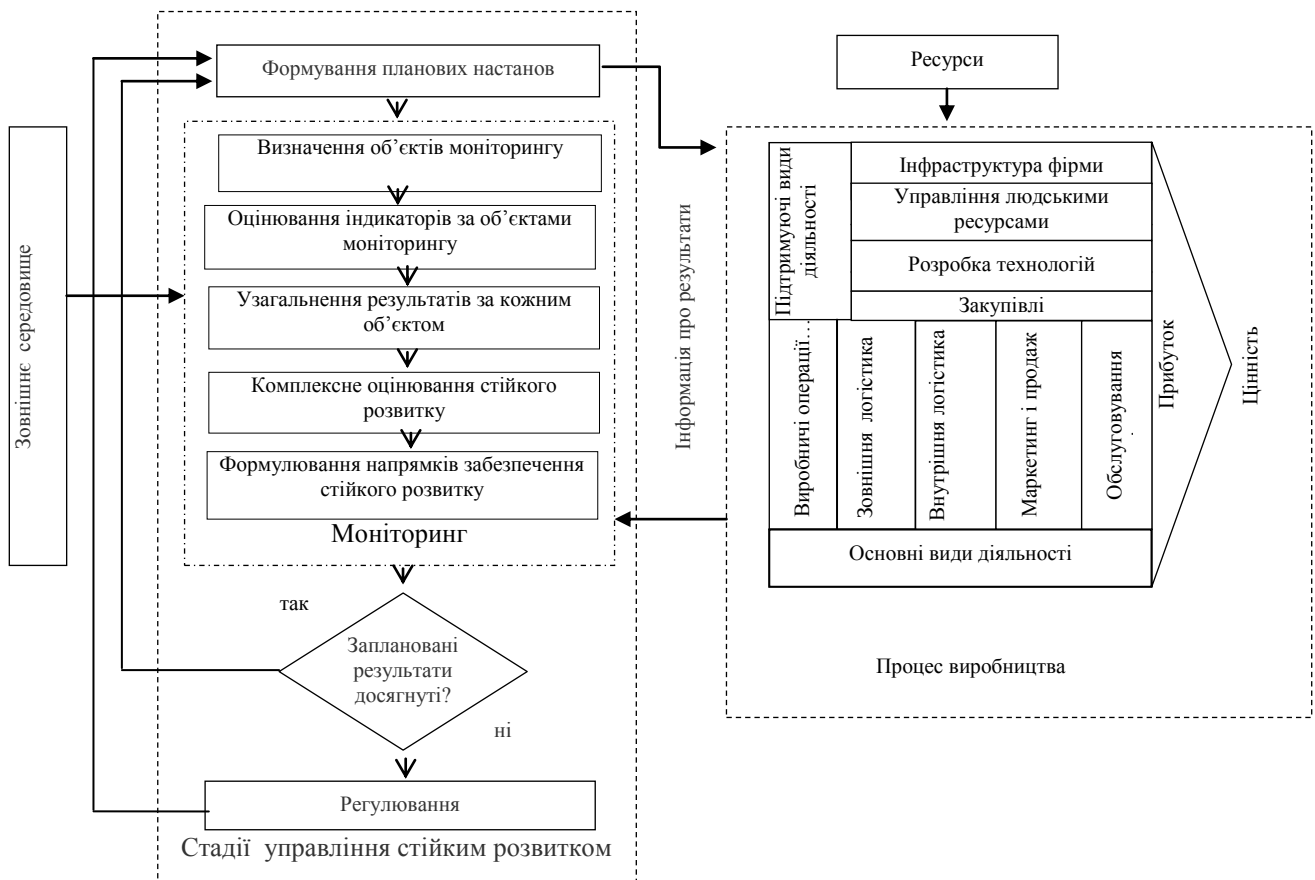 Формування планових настанов
Ресурси
Зовнішнє середовище
Визначення об’єктів моніторингу
Оцінювання індикаторів за об’єктами
моніторингу
Узагальнення результатів за кожним
об’єктом
Комплексне оцінювання стійкого
розвитку
Формулювання напрямків забезпечення
стійкого розвитку
Моніторинг
так
Заплановані
результати
досягнуті?
ні
Регулювання
Стадії управління стійким розвитком
Інформація про результати
Підтримуючі види
діяльності
Інфраструктура фірми
Управління людськими
ресурсами
Розробка технологій
Закупівлі
Виробничі операції…
Зовнішня логістика
Внутрішня логістика
Маркетинг і продаж
Обслуговування
Прибуток
Цінність
Основні види діяльності
Процес виробництва